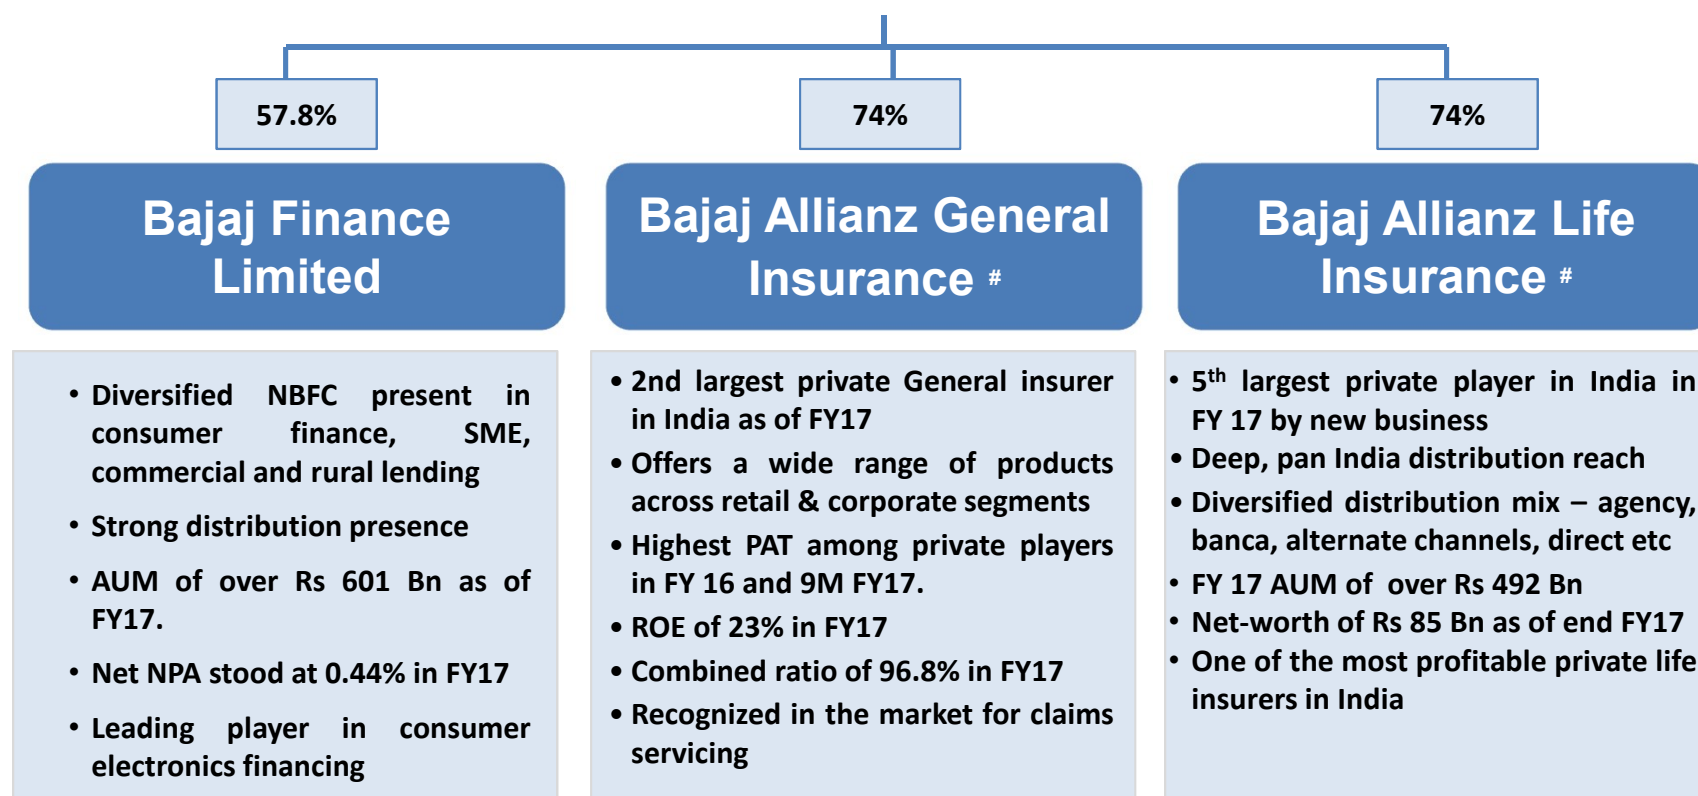 57.8%
74%
74%
Bajaj Finance
Limited
Bajaj Allianz General
Insurance #
Bajaj Allianz Life
Insurance #
• Diversified NBFC present in
consumer finance, SME,
commercial and rural lending
• Strong distribution presence
• AUM of over Rs 601 Bn as of
FY17.
• Net NPA stood at 0.44% in FY17
• Leading player in consumer
electronics financing
• 2nd largest private General insurer
in India as of FY17
• Offers a wide range of products
across retail & corporate segments
• Highest PAT among private players
in FY 16 and 9M FY17.
• ROE of 23% in FY17
• Combined ratio of 96.8% in FY17
• Recognized in the market for claims
servicing
• 5th largest private player in India in
FY 17 by new business
• Deep, pan India distribution reach
• Diversified distribution mix – agency,
banca, alternate channels, direct etc
• FY 17 AUM of over Rs 492 Bn
• Net-worth of Rs 85 Bn as of end FY17
• One of the most profitable private life
insurers in India